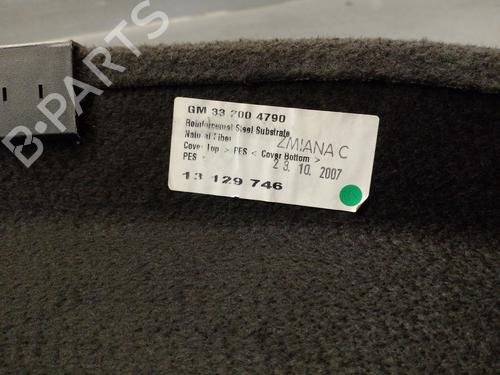 B-PARTS
GM 33 200 4790
Reinforcemet Steel Substrate
Natural Fiber
Cover Top > PES < Cover Bottom >
PES -
ZMIANA C
23. 10. 2007
13 129 746